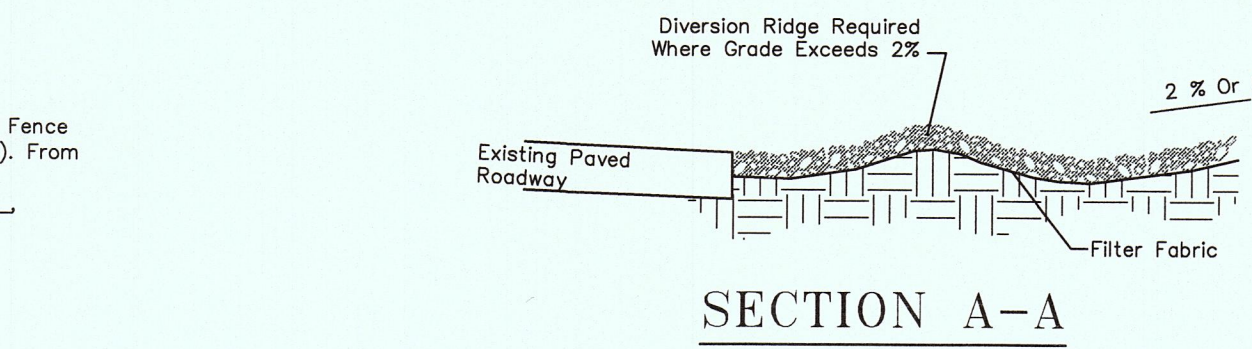 Diversion Ridge Required
Where Grade Exceeds 2%
2 % Or
Fence
). From
Existing Paved
Roadway
Filter Fabric
SECTION A-A